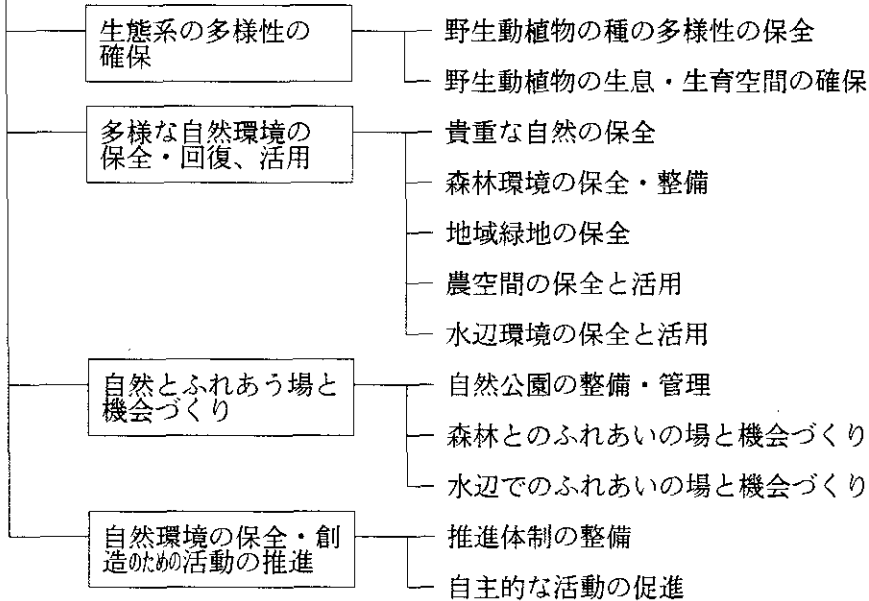 生態系の多様性の
確保
野生動植物の種の多様性の保全
野生動植物の生息・生育空間の確保
多様な自然環境の
保全・回復、活用
貴重な自然の保全
森林環境の保全・整備
地域緑地の保全
農空間の保全と活用
水辺環境の保全と活用
自然とふれあう場と
機会づくり
自然公園の整備・管理
森林とのふれあいの場と機会づくり
水辺でのふれあいの場と機会づくり
自然環境の保全・創
造のための活動の推進
推進体制の整備
自主的な活動の促進